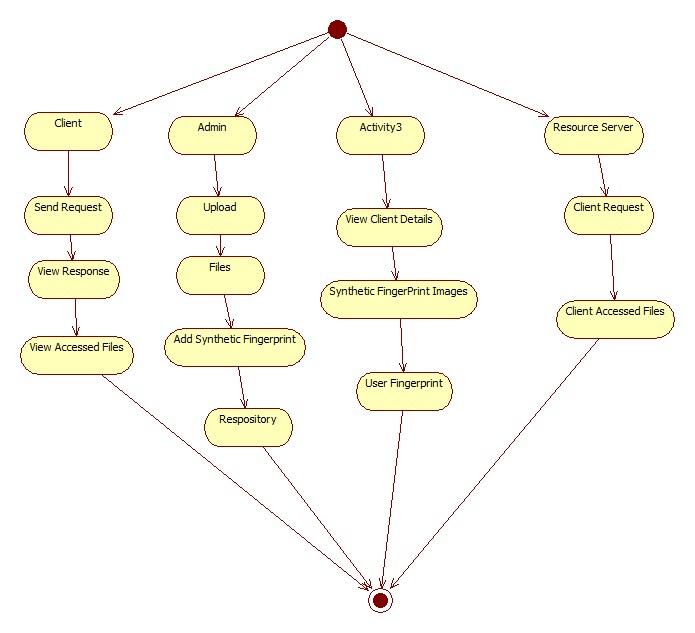 Client
Admin
Activity3
Resource Server
Send Request
Upload
View Client Details
Client Request
View Response
Files
Synthetic FingerPrint Images
Client Accessed Files
View Accessed Files
Add Synthetic Fingerprint
User Fingerprint
Respository